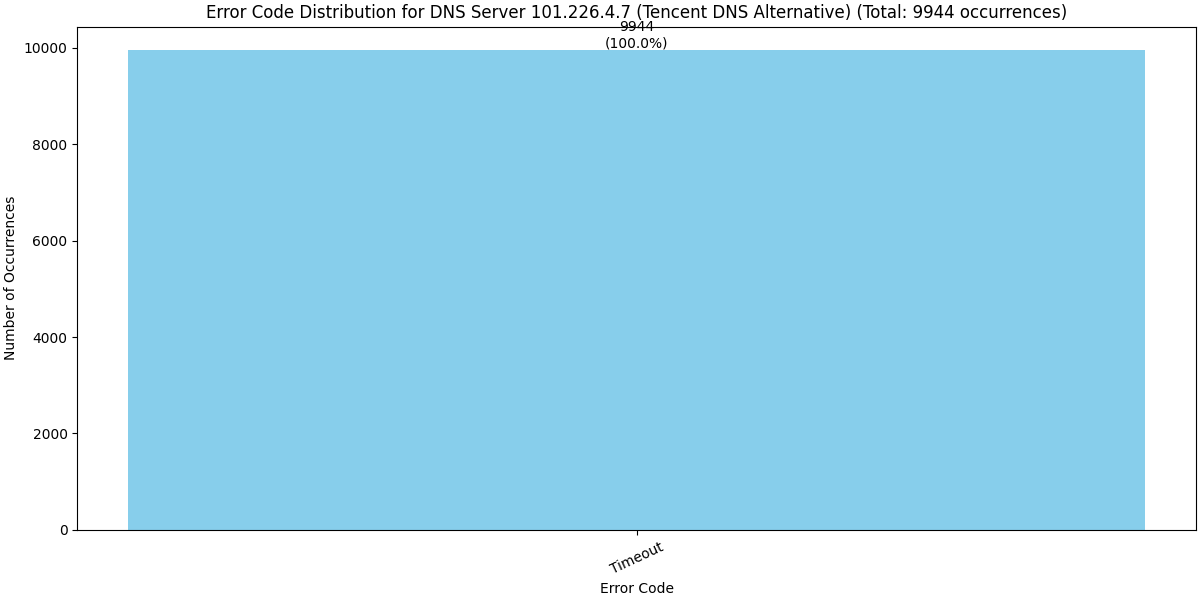 Error Code Distribution for DNS Server 101.226.4.7 (Tencent DNS Alternative) (Total: 9944 occurrences)
9944
(100.0%)
10000
8000
6000
4000
2000
0
Number of Occurrences
Timeout
Error Code